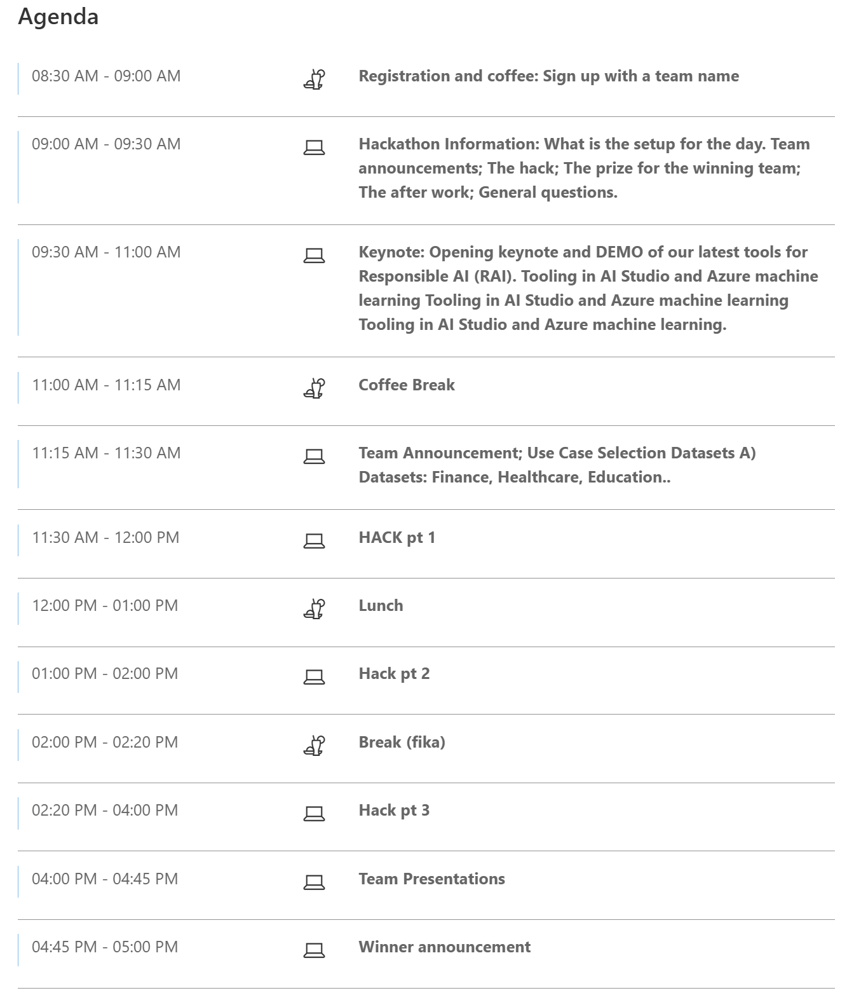 Agenda
08:30 AM - 09:00 AM
Registration and coffee: Sign up with a team name
09:00 AM - 09:30 AM
Hackathon Information: What is the setup for the day. Team
announcements; The hack; The prize for the winning team;
The after work; General questions.
09:30 AM - 11:00 AM
Keynote: Opening keynote and DEMO of our latest tools for
Responsible AI (RAI). Tooling in AI Studio and Azure machine
learning Tooling in AI Studio and Azure machine learning
Tooling in AI Studio and Azure machine learning.
11:00 AM - 11:15 AM
Coffee Break
11:15 AM - 11:30 AM
Team Announcement; Use Case Selection Datasets A)
Datasets: Finance, Healthcare, Education..
11:30 AM - 12:00 PM
HACK pt 1
12:00 PM - 01:00 PM
Lunch
01:00 PM - 02:00 PM
Hack pt 2
02:00 PM - 02:20 PM
Break (fika)
02:20 PM - 04:00 PM
Hack pt 3
04:00 PM - 04:45 PM
Team Presentations
04:45 PM - 05:00 PM
Winner announcement